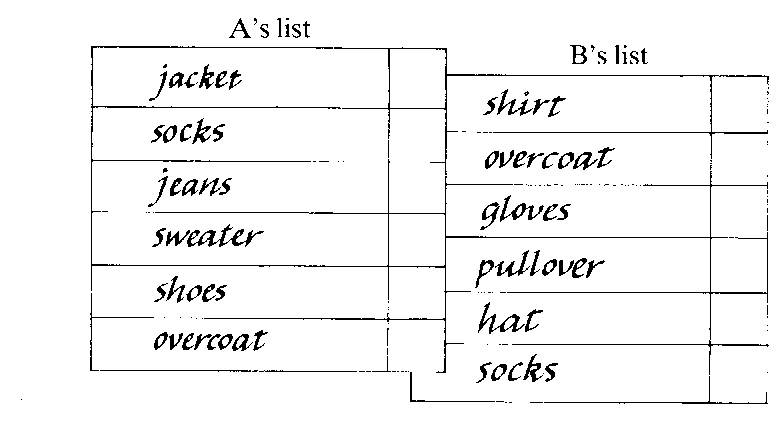 A's list
jacket
socks
jeans
sweater
shoes
overcoat
B's list
shirt
overcoat
gloves
pullover
hat
socks